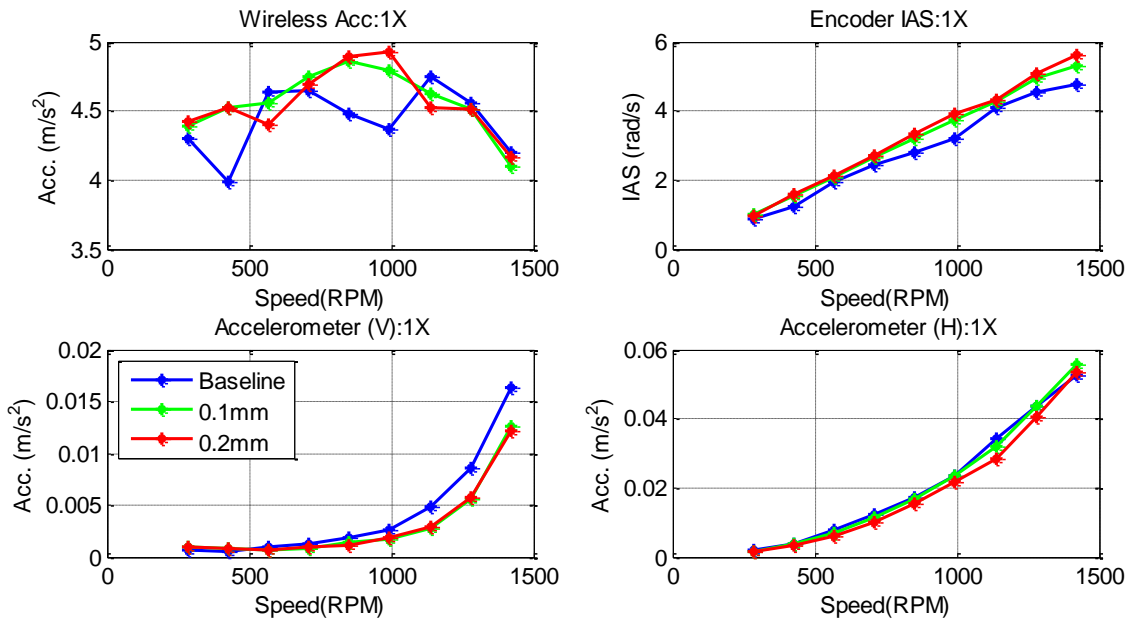 Wireless Acc:1X
5
4.5
4
3.5
Acc. (m/s²)
0 500 1000 1500
Speed(RPM)
Encoder IAS:1X
6
4
2
0
IAS (rad/s)
0 500 1000 1500
Speed(RPM)
Accelerometer (V):1X
0.02
0.015
0.01
0.005
0
Acc. (m/s²)
Baseline
0.1mm
0.2mm
0 500 1000 1500
Speed(RPM)
Accelerometer (H):1X
0.06
0.04
0.02
0
Acc. (m/s²)
0 500 1000 1500
Speed(RPM)